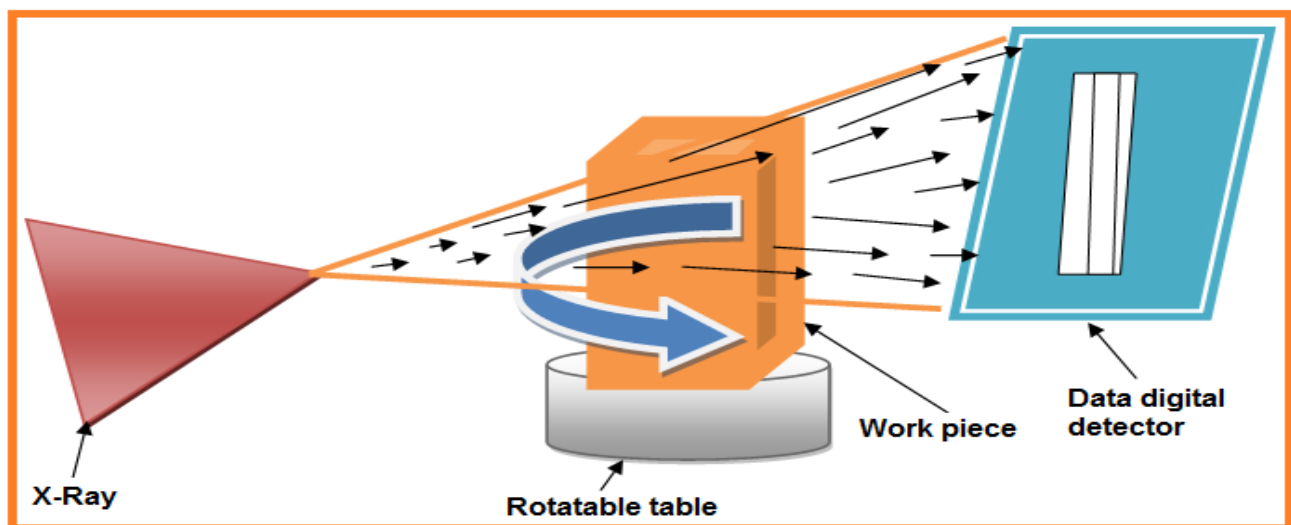 X-Ray
Rotatable table
Work piece
Data digital
detector